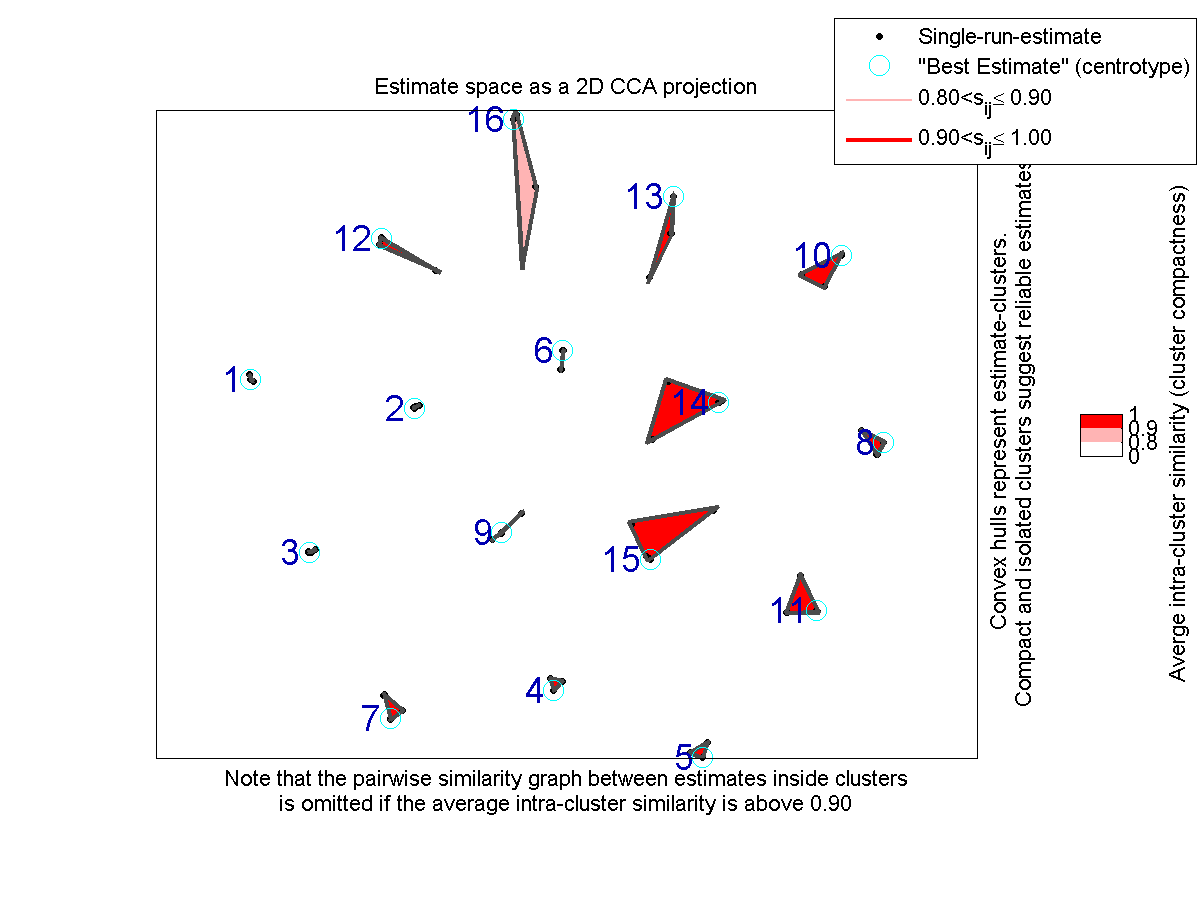 Single-run-estimate
"Best Estimate" (centrotype)
0.80<s_ij≤ 0.90
0.90<s_ij≤ 1.00
Estimate space as a 2D CCA projection
16
13
12
10
6
1
2
14
8
9
3
15
11
4
7
5
Convex hulls represent estimate-clusters.
Compact and isolated clusters suggest reliable estimates
1
0.9
0.8
0
Averge intra-cluster similarity (cluster compactness)
Note that the pairwise similarity graph between estimates inside clusters
is omitted if the average intra-cluster similarity is above 0.90